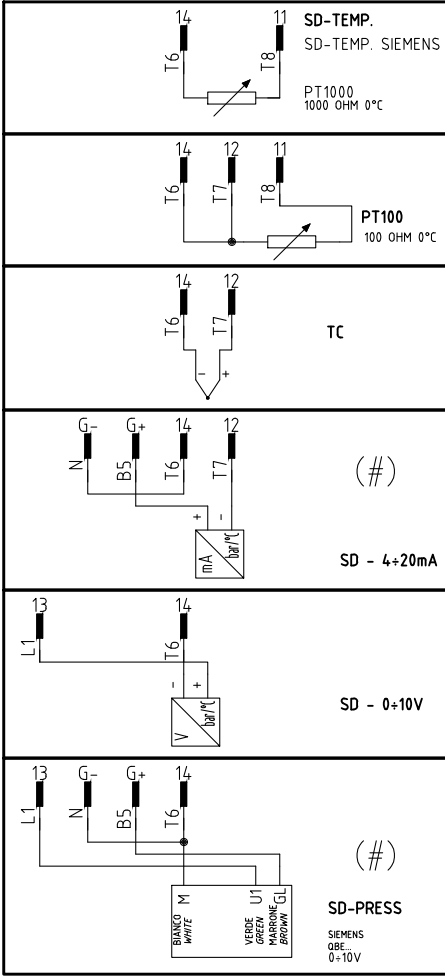 14 11 SD-TEMP.
SD-TEMP. SIEMENS
T6 T8
PT1000
1000 OHM 0°C
14 12 11
T6 T7 T8
PT100
100 OHM 0°C
14 12
T6 T7
TC
- +
G- G+ 14 12
N B5 T6 T7
(#)
+ -
mA bar/°C
SD - 4÷20mA
13 14
L1 T6
- +
V bar/°C
SD - 0÷10V
13 G- G+ 14
L1 N B5 T6
(#)
M U1 GL
BIANCO
WHITE
VERDE
GREEN
MARRONE
BROWN
SD-PRESS
SIEMENS
QBE...
0÷10V